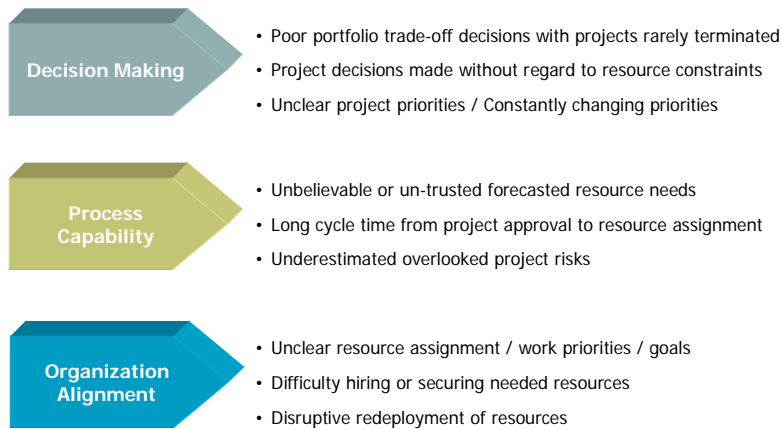 Decision Making
• Poor portfolio trade-off decisions with projects rarely terminated
• Project decisions made without regard to resource constraints
• Unclear project priorities / Constantly changing priorities
Process
Capability
• Unbelievable or un-trusted forecasted resource needs
• Long cycle time from project approval to resource assignment
• Underestimated overlooked project risks
Organization
Alignment
• Unclear resource assignment / work priorities / goals
• Difficulty hiring or securing needed resources
• Disruptive redeployment of resources